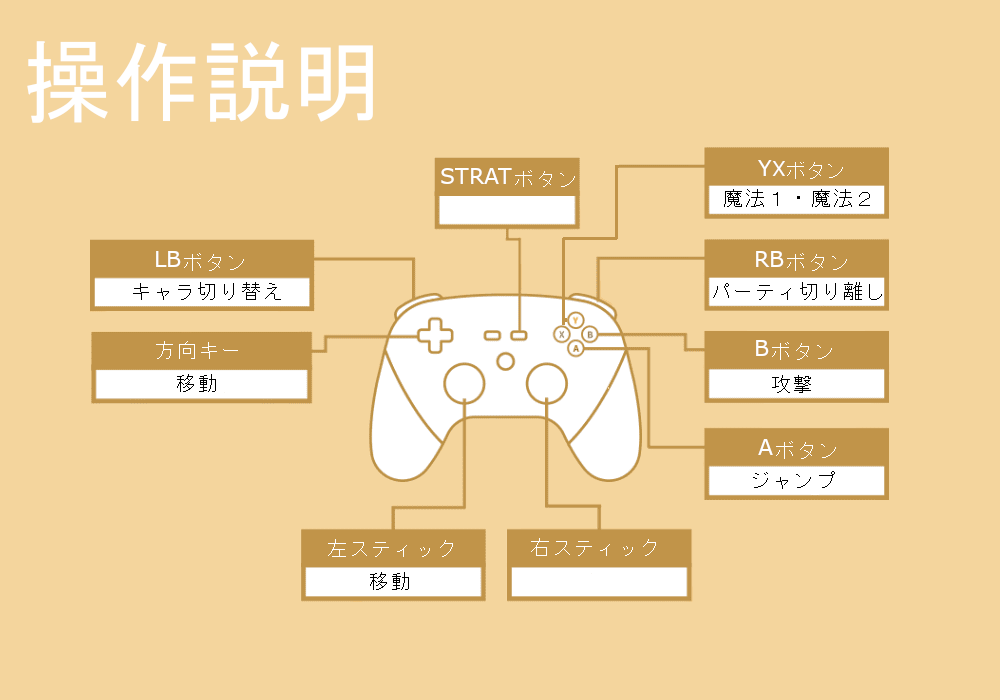 操作説明
STRATボタン
YXボタン
魔法１・魔法２
LBボタン
キャラ切り替え
RBボタン
パーティ切り離し
方向キー
移動
Y
X
B
A
Bボタン
攻撃
Aボタン
ジャンプ
左スティック
移動
右スティック